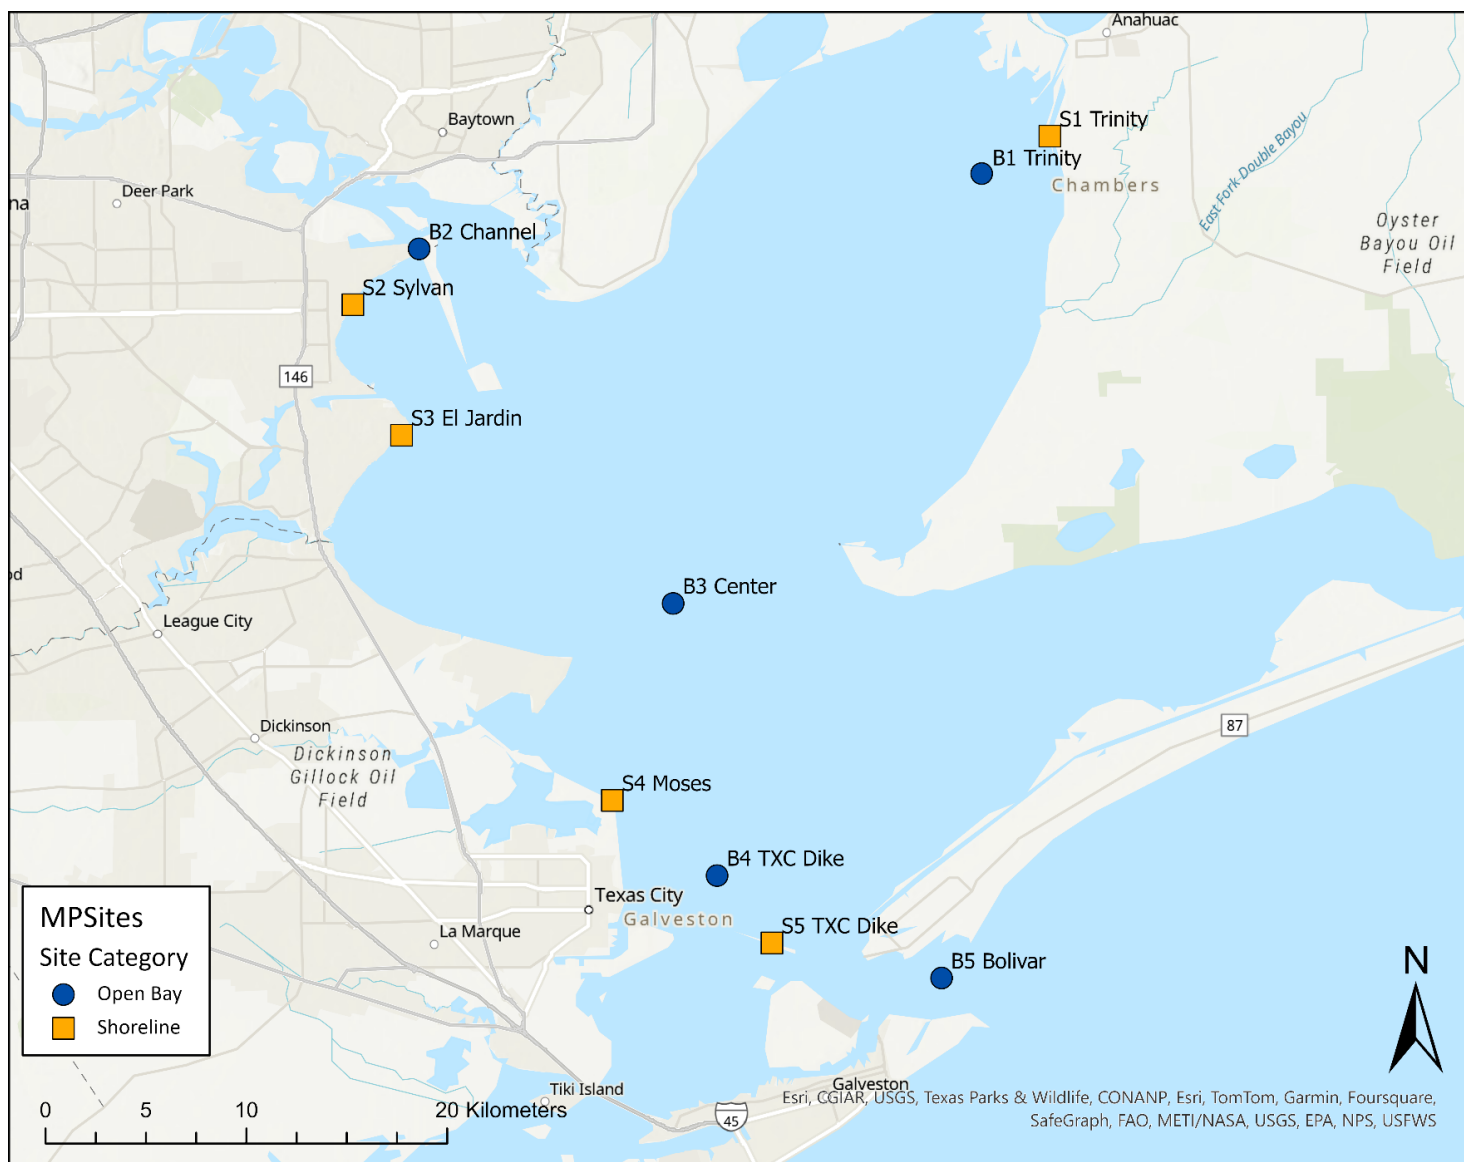 Anahuac
S1 Trinity
Baytown
B1 Trinity
Chambers
Deer Park
na
East Fork Double Bayou
Oyster
Bayou Oil
Field
B2 Channel
S2 Sylvan
146
S3 El Jardin
od
B3 Center
League City
Dickinson
87
Dickinson
Gillock Oil
Field
S4 Moses
B4 TXC Dike
Texas City
Galveston
S5 TXC Dike
La Marque
B5 Bolivar
MPSites
Site Category
Open Bay
Shoreline
N
Tiki Island
Galveston
0 5 10 20 Kilometers
45
Esri, CGIAR, USGS, Texas Parks & Wildlife, CONANP, Esri, TomTom, Garmin, Foursquare,
SafeGraph, FAO, METI/NASA, USGS, EPA, NPS, USFWS